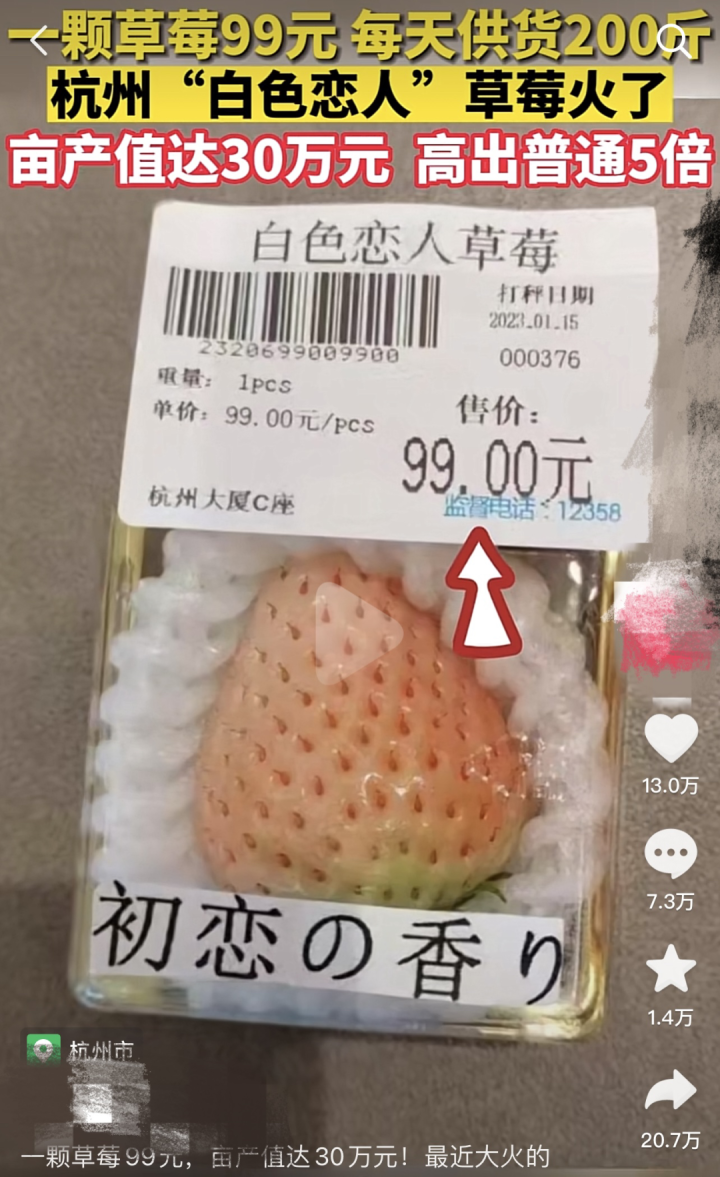 一颗草莓99元 每天供货200斤
杭州“白色恋人”草莓火了
亩产值达30万元 高出普通5倍
白色恋人草莓
打秤日期
2023.01.15
2320699009900
000376
重量: 1pcs
单价: 99.00元/pcs
售价:
99.00元
杭州大厦C座
监督电话:12358
初恋の香り
13.0万
7.3万
1.4万
20.7万
杭州市
一颗草莓99元，亩产值达30万元！最近大火的